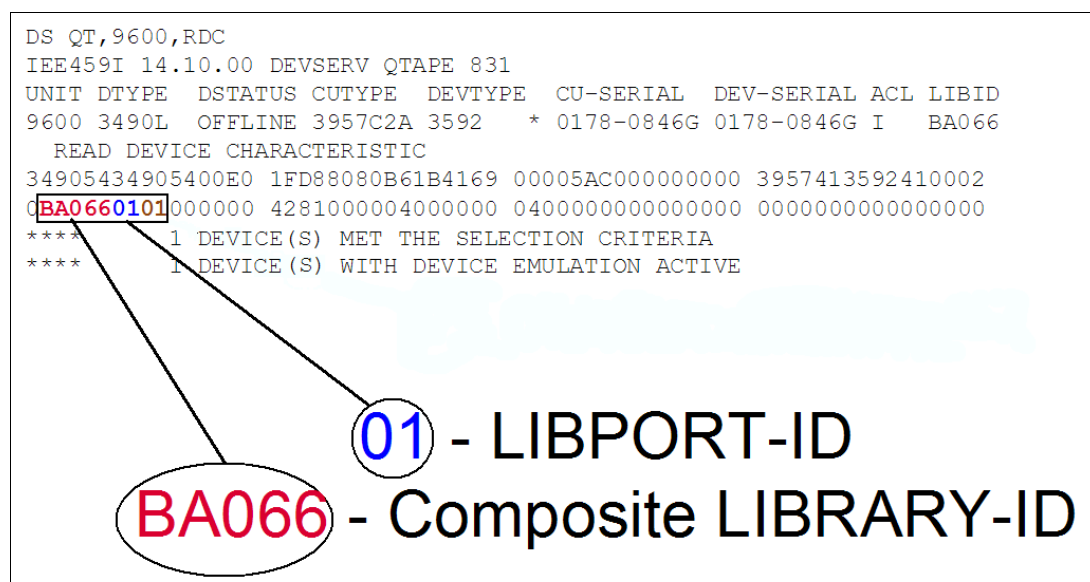 DS QT,9600,RDC
IEE459I 14.10.00 DEVSERV QTAPE 831
UNIT DTYPE  DSTATUS CUTYPE  DEVTYPE  CU-SERIAL  DEV-SERIAL ACL LIBID
9600 3490L  OFFLINE 3957C2A 3592   * 0178-0846G 0178-0846G I   BA066
READ DEVICE CHARACTERISTIC
34905434905400E0 1FD88080B61B4169 00005AC000000000 3957413592410002
0BA0660101000000 4281000004000000 0400000000000000 0000000000000000
****      1 DEVICE(S) MET THE SELECTION CRITERIA
****      1 DEVICE(S) WITH DEVICE EMULATION ACTIVE
01 - LIBPORT-ID
BA066 - Composite LIBRARY-ID